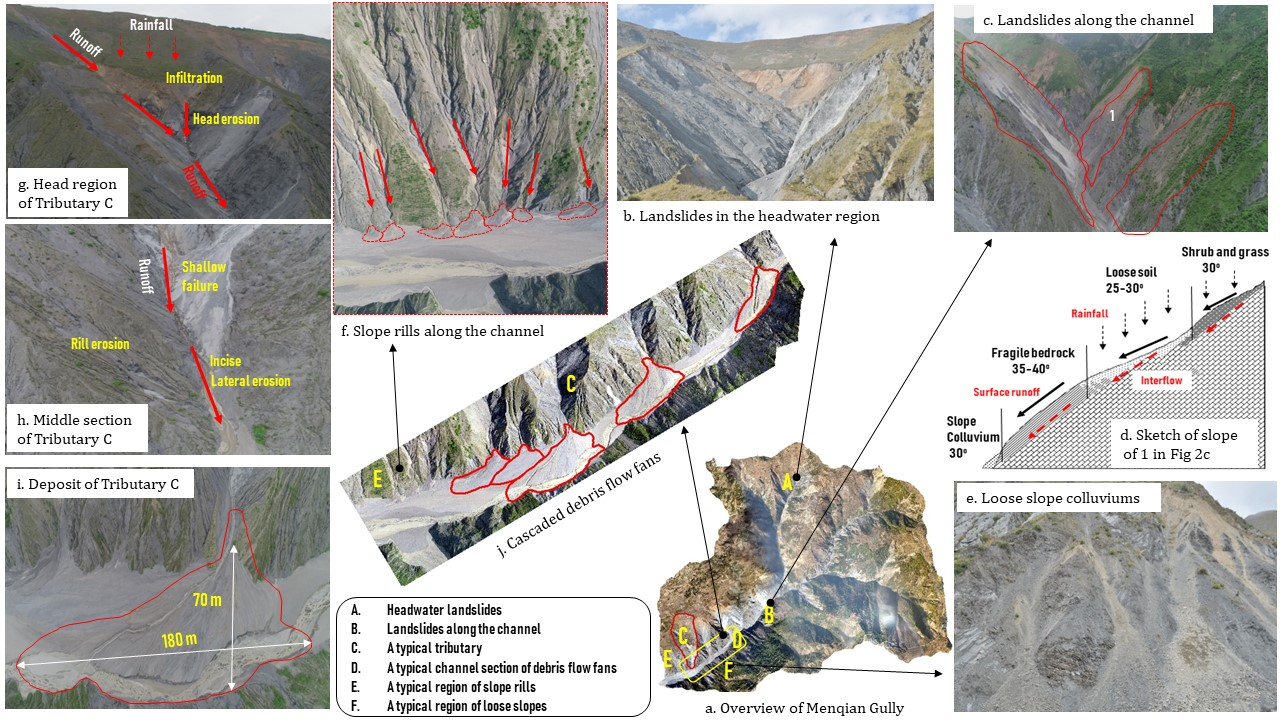 Rainfall
Runoff
Infiltration
Head erosion
Runoff
g. Head region
of Tributary C
f. Slope rills along the channel
b. Landslides in the headwater region
c. Landslides along the channel
1
Runoff
Shallow
failure
Rill erosion
Incise
Lateral erosion
h. Middle section
of Tributary C
Shrub and grass
30°
Loose soil
25-30°
Rainfall
Fragile bedrock
35-40°
Interflow
Surface runoff
Slope
Colluvium
30°
d. Sketch of slope
of 1 in Fig 2c
i. Deposit of Tributary C
70 m
180 m
C
E
j. Cascaded debris flow fans
A
B
C
D
E
F
a. Overview of Menqian Gully
e. Loose slope colluviums
A. Headwater landslides
B. Landslides along the channel
C. A typical tributary
D. A typical channel section of debris flow fans
E. A typical region of slope rills
F. A typical region of loose slopes